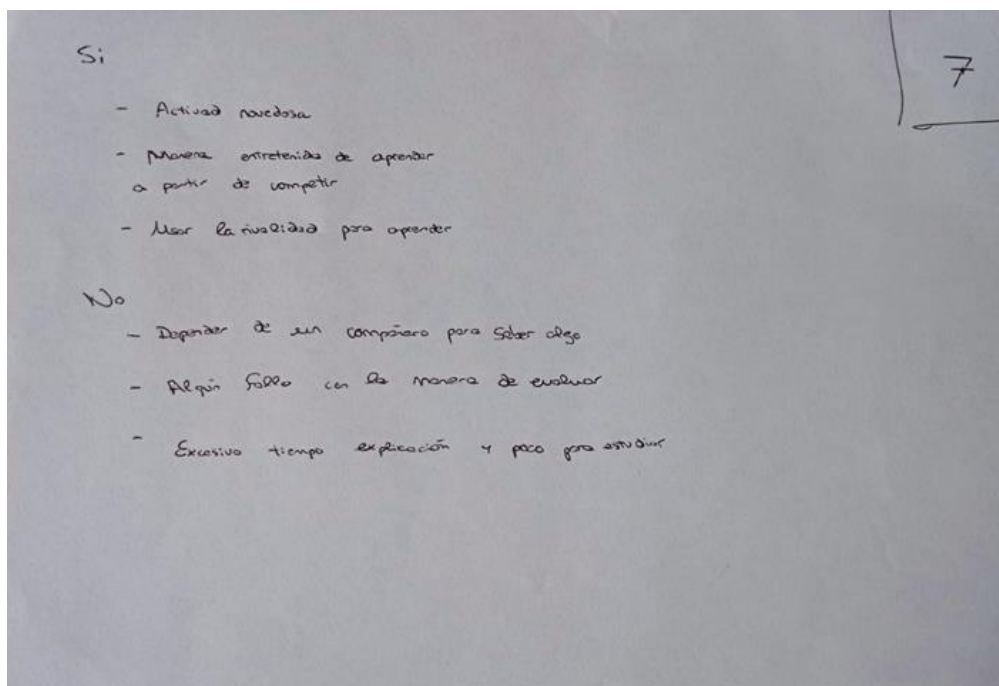 Si
7
- Activad novedosa
- Manera entretenida de aprender
a partir de competir
- Usar la rivalidad para aprender
No
- Depender de un compañero para saber algo
- Algún fallo con la manera de evaluar
- Excesivo tiempo explicación y poco para estudiar